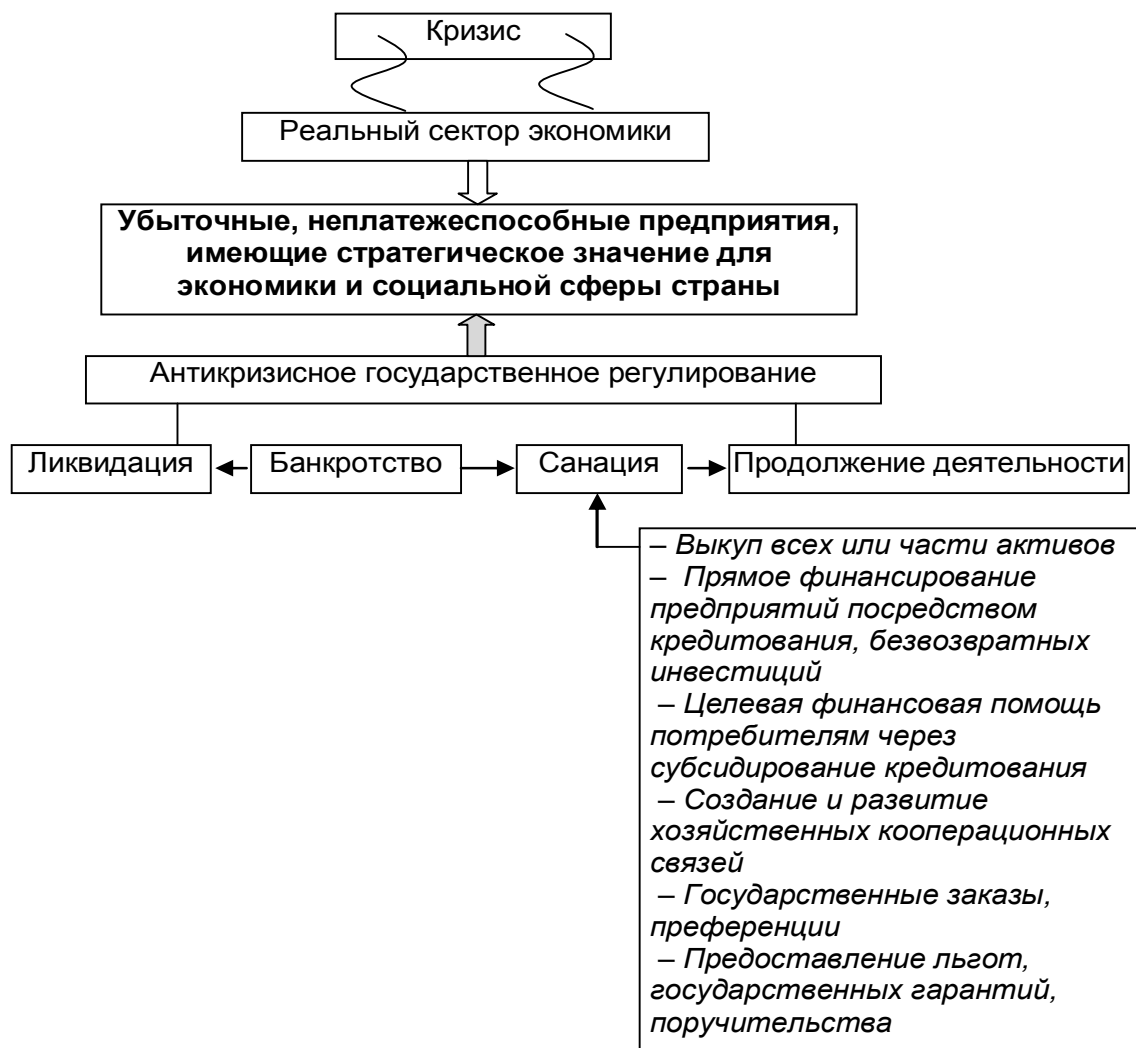 Кризис
Реальный сектор экономики
Убыточные, неплатежеспособные предприятия,
имеющие стратегическое значение для
экономики и социальной сферы страны
Антикризисное государственное регулирование
Ликвидация
Банкротство
Санация
Продолжение деятельности
– Выкуп всех или части активов
– Прямое финансирование
предприятий посредством
кредитования, безвозвратных
инвестиций
– Целевая финансовая помощь
потребителям через
субсидирование кредитования
– Создание и развитие
хозяйственных кооперационных
связей
– Государственные заказы,
преференции
– Предоставление льгот,
государственных гарантий,
поручительства